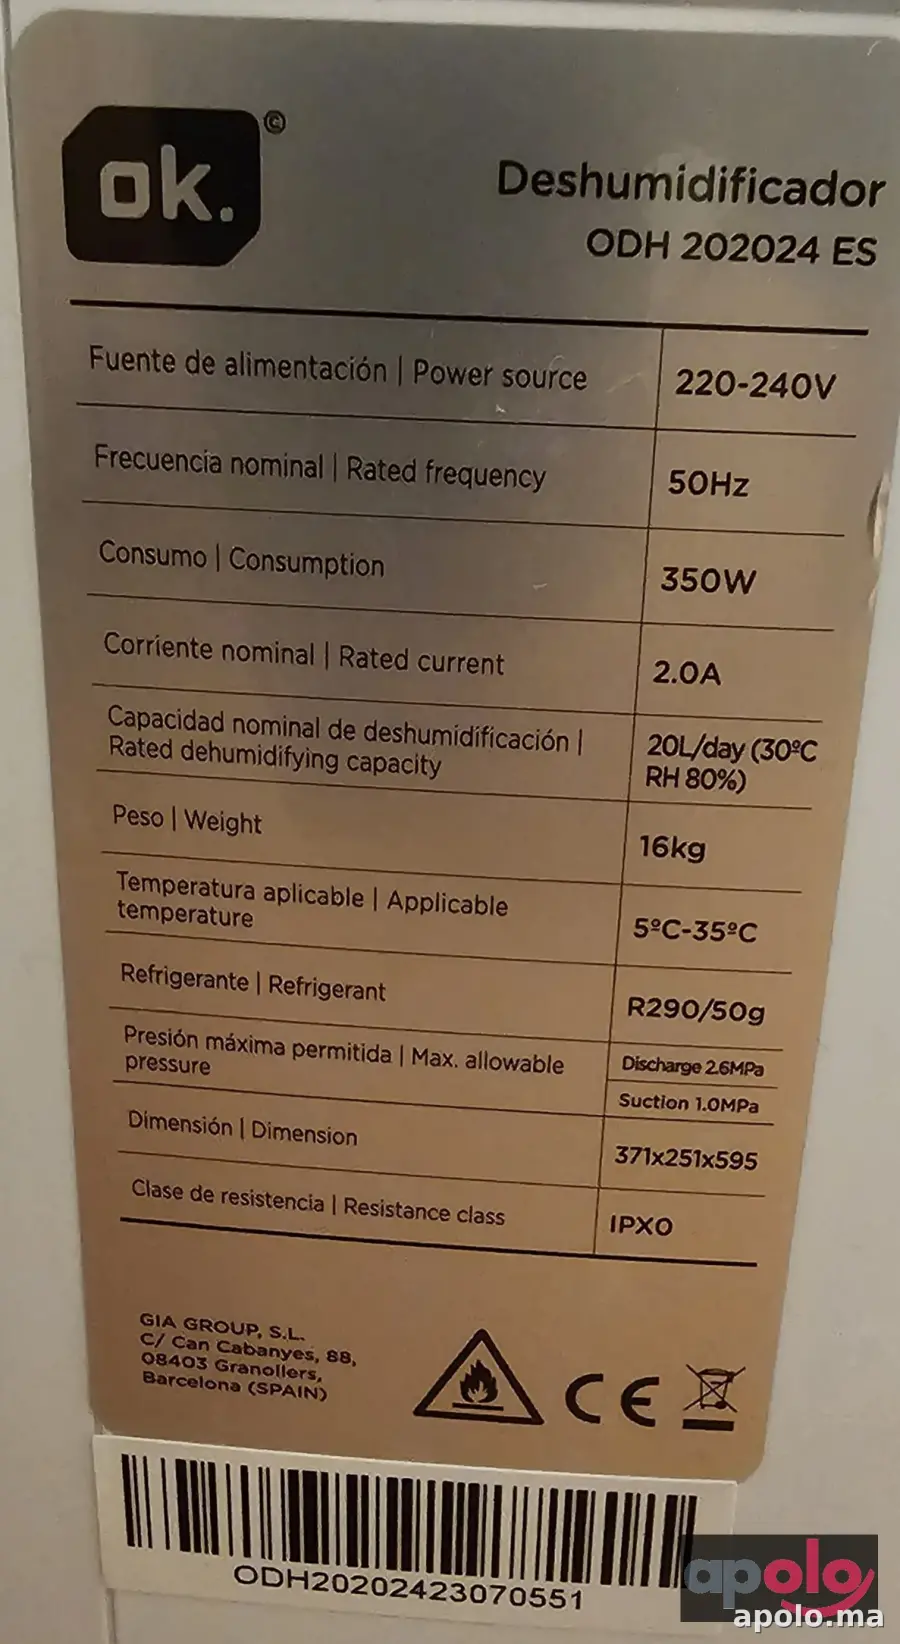 ok.©
Deshumidificador
ODH 202024 ES
Fuente de alimentación | Power source 220-240V
Frecuencia nominal | Rated frequency 50Hz
Consumo | Consumption 350W
Corriente nominal | Rated current 2.0A
Capacidad nominal de deshumidificación |
Rated dehumidifying capacity
20L/day (30ºC
RH 80%)
Peso | Weight 16kg
Temperatura aplicable | Applicable
temperature
5ºC-35ºC
Refrigerante | Refrigerant R290/50g
Presión máxima permitida | Max. allowable
pressure
Discharge 2.6MPa
Suction 1.0MPa
Dimensión | Dimension 371x251x595
Clase de resistencia | Resistance class IPX0
GIA GROUP, S.L.
C/ Can Cabanyes, 88,
08403 Granollers,
Barcelona (SPAIN)
CE
ODH20202423070551
apolo
apolo.ma